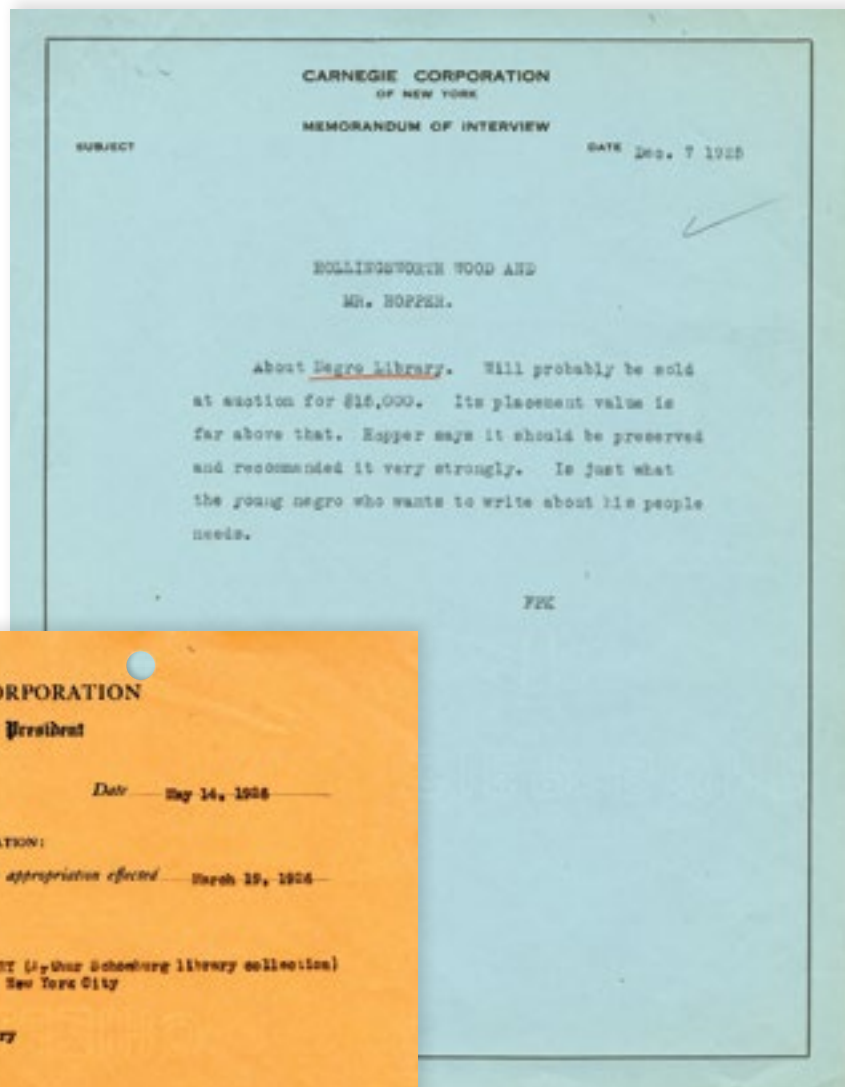 CARNEGIE CORPORATION
OF NEW YORK
MEMORANDUM OF INTERVIEW
SUBJECT
DATE Dec. 7 1925
HOLLINGSWORTH WOOD AND
MR. HOPPER.
About Negro Library. Will probably be sold
at auction for $15,000. Its placement value is
far above that. Hopper says it should be preserved
and recommended it very strongly. Is just what
the young negro who wants to write about his people
needs.
FPK
ORPORATION
President
Date May 14, 1926
ATION:
appropriation effected March 19, 1926
(Arthur Schomburg library collection)
New York City